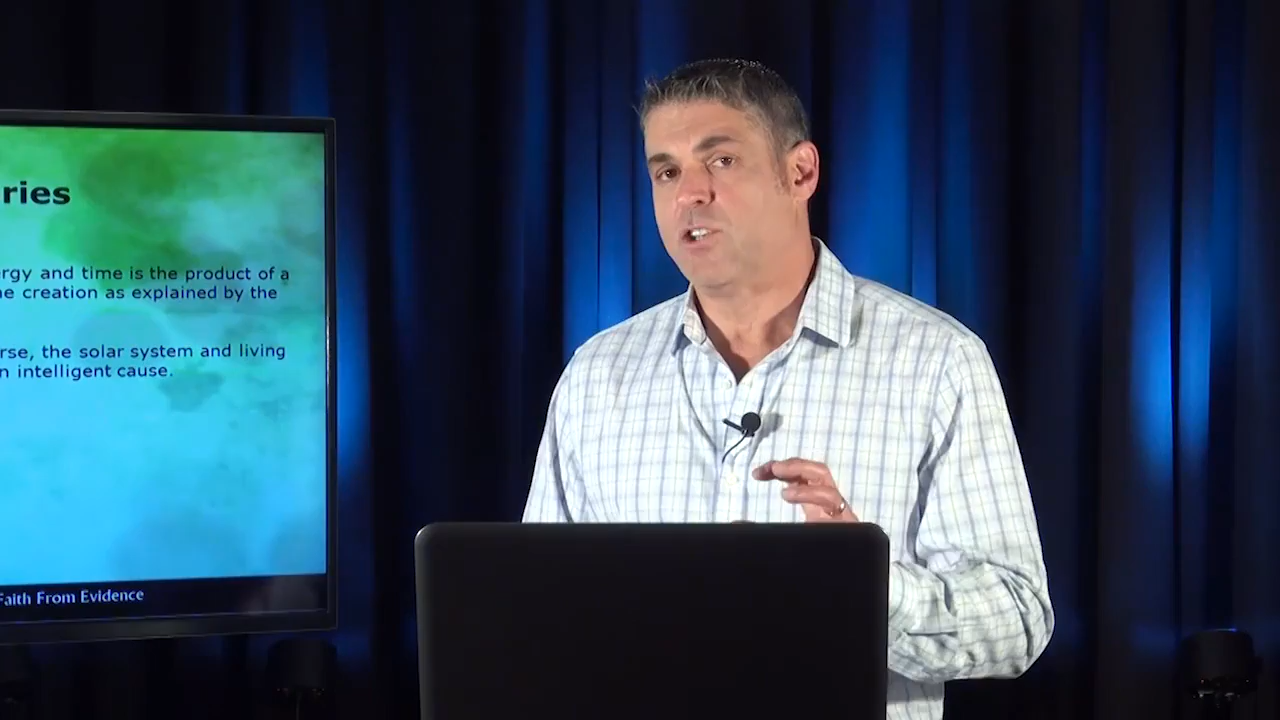 ries
ergy and time is the product of a
e creation as explained by the
rse, the solar system and living
n intelligent cause.
Faith From Evidence